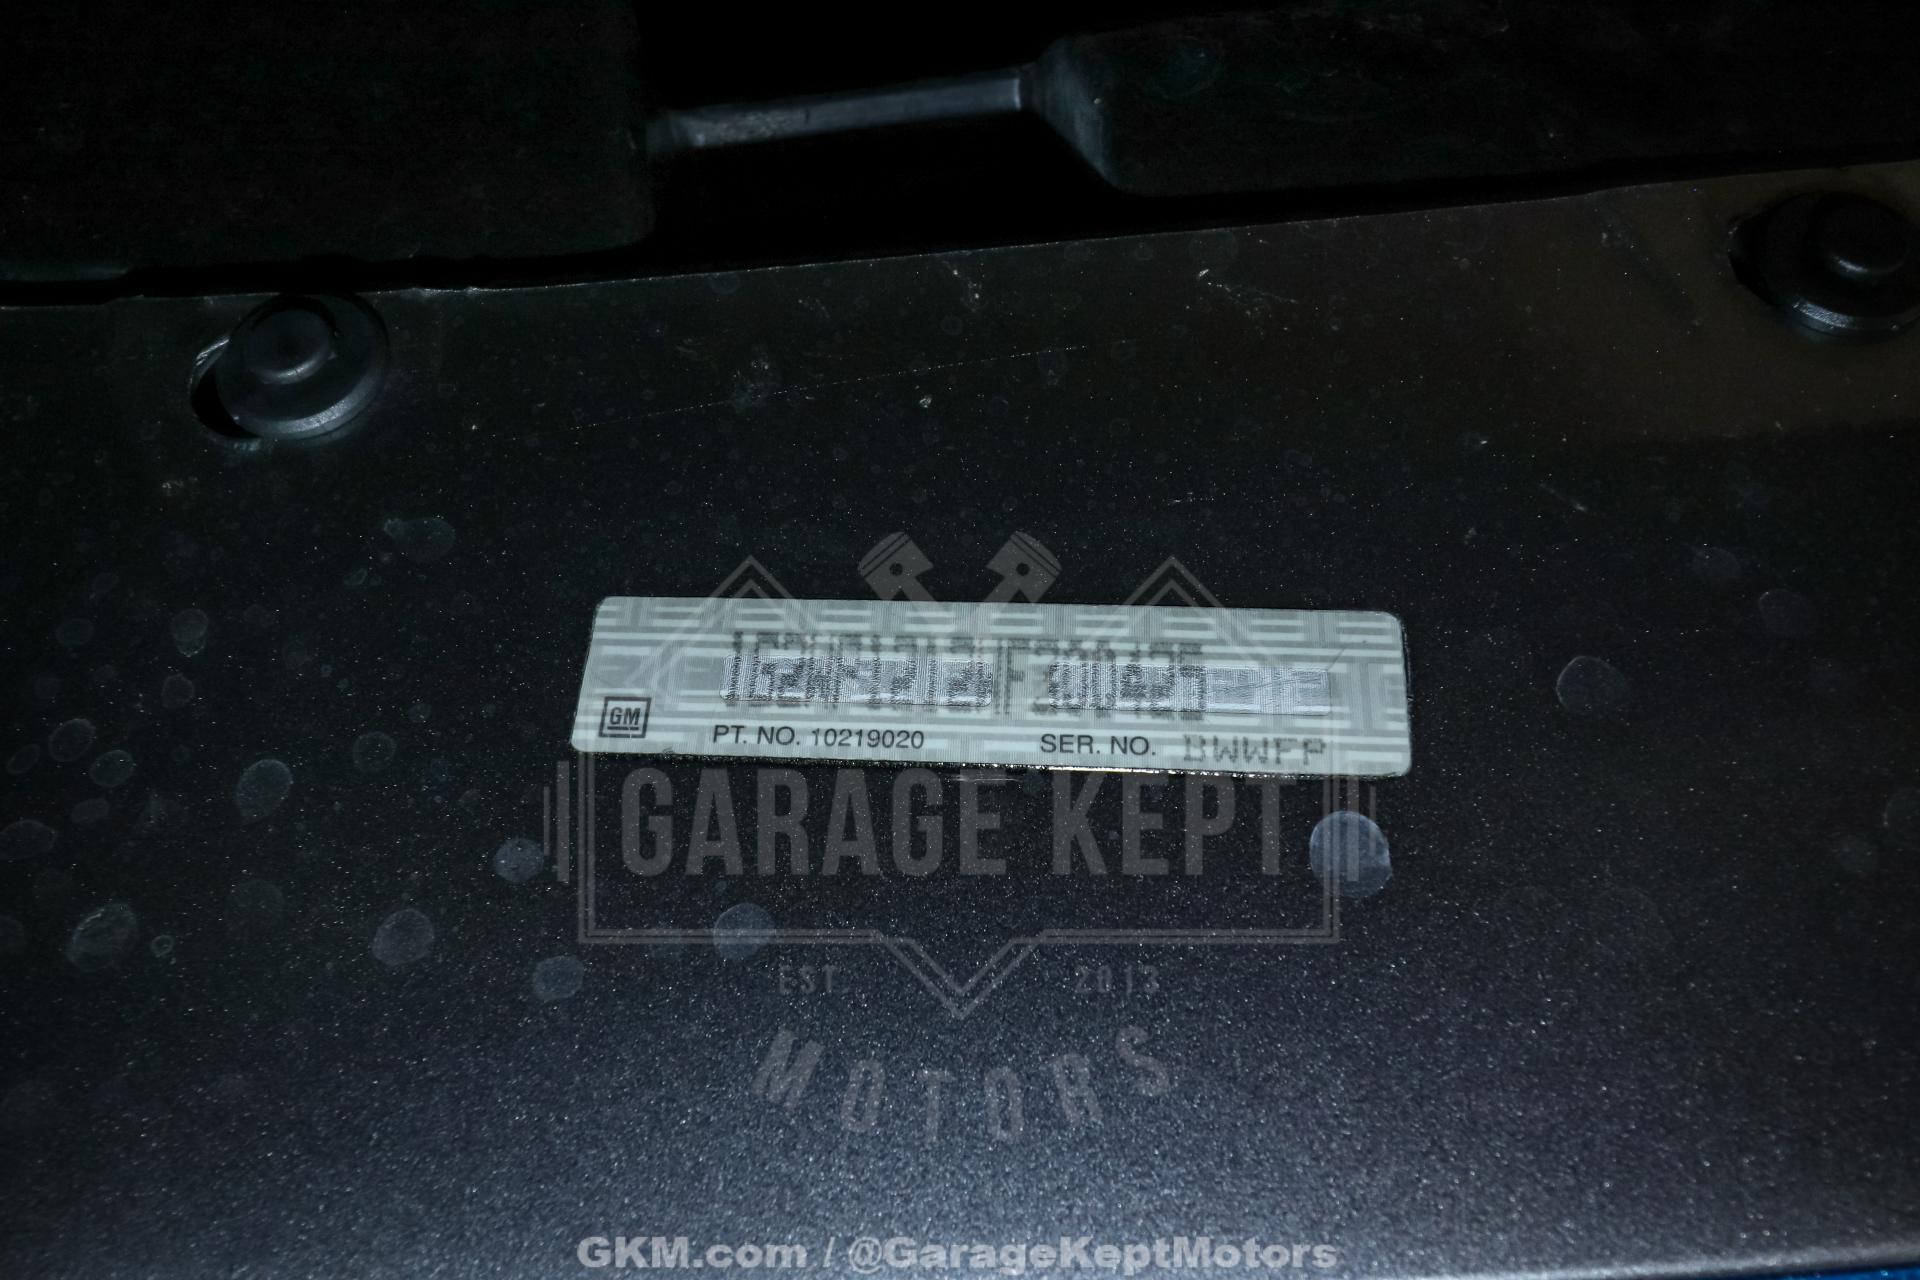 GM
PT. NO. 10219020 SER. NO. BWWFP
GARAGE KEPT
EST 2013
MOTORS
GKM.com / @GarageKeptMotors